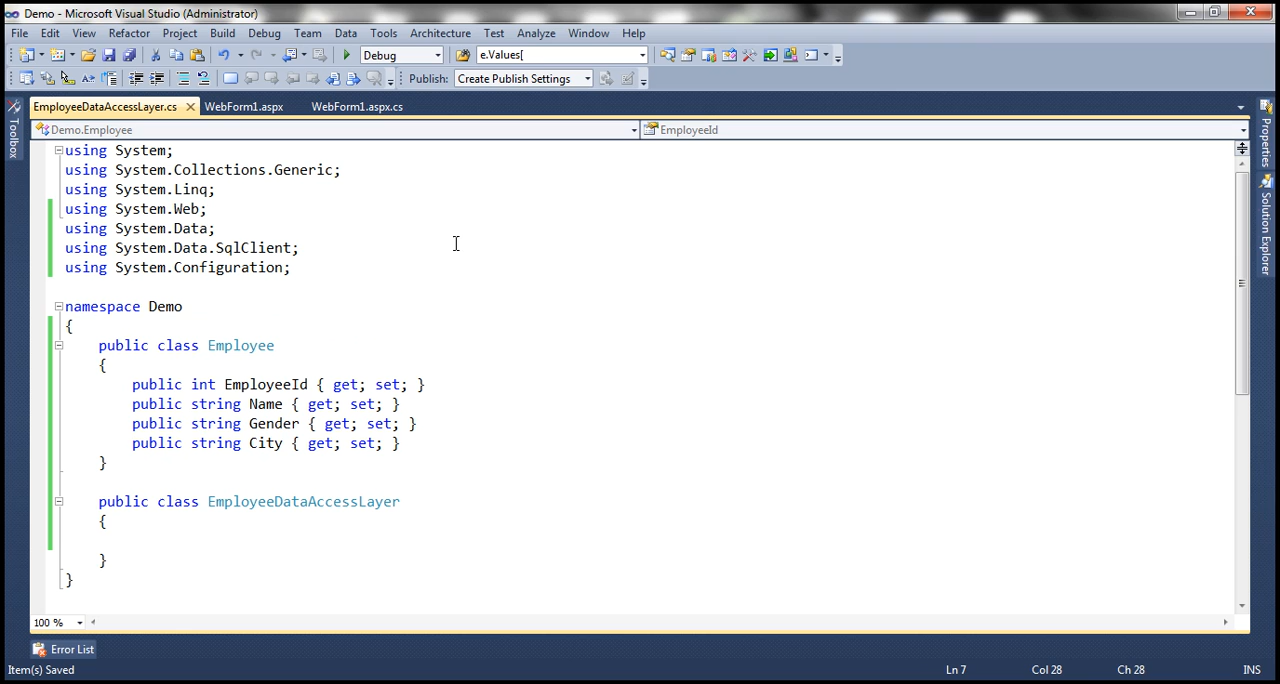 Demo - Microsoft Visual Studio (Administrator)
File Edit View Refactor Project Build Debug Team Data Tools Architecture Test Analyze Window Help
Debug e.Values[
Publish: Create Publish Settings
EmployeeDataAccessLayer.cs WebForm1.aspx WebForm1.aspx.cs
Demo.Employee EmployeeId
Toolbox
Properties
Solution Explorer
using System;
using System.Collections.Generic;
using System.Linq;
using System.Web;
using System.Data;
using System.Data.SqlClient;
using System.Configuration;
namespace Demo
{
public class Employee
{
public int EmployeeId { get; set; }
public string Name { get; set; }
public string Gender { get; set; }
public string City { get; set; }
}
public class EmployeeDataAccessLayer
{
}
}
100 %
Error List
Item(s) Saved Ln 7 Col 28 Ch 28 INS